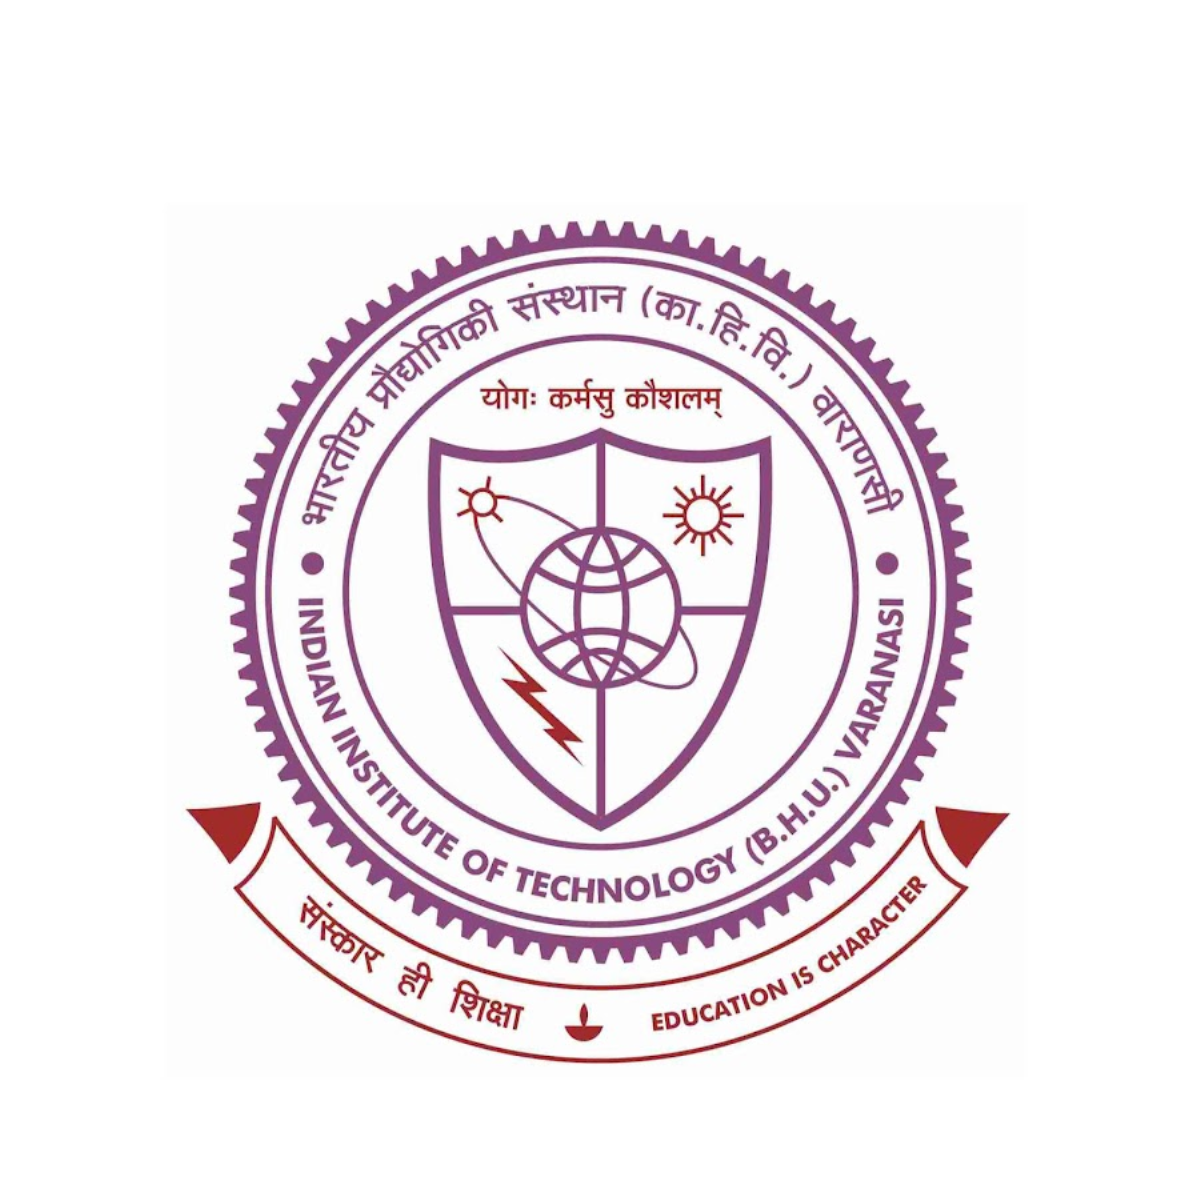 भारतीय प्रौद्योगिकी संस्थान (का.हि.वि.) वाराणसी
योगः कर्मसु कौशलम्
INDIAN INSTITUTE OF TECHNOLOGY (B.H.U.) VARANASI
संस्कार ही शिक्षा
EDUCATION IS CHARACTER